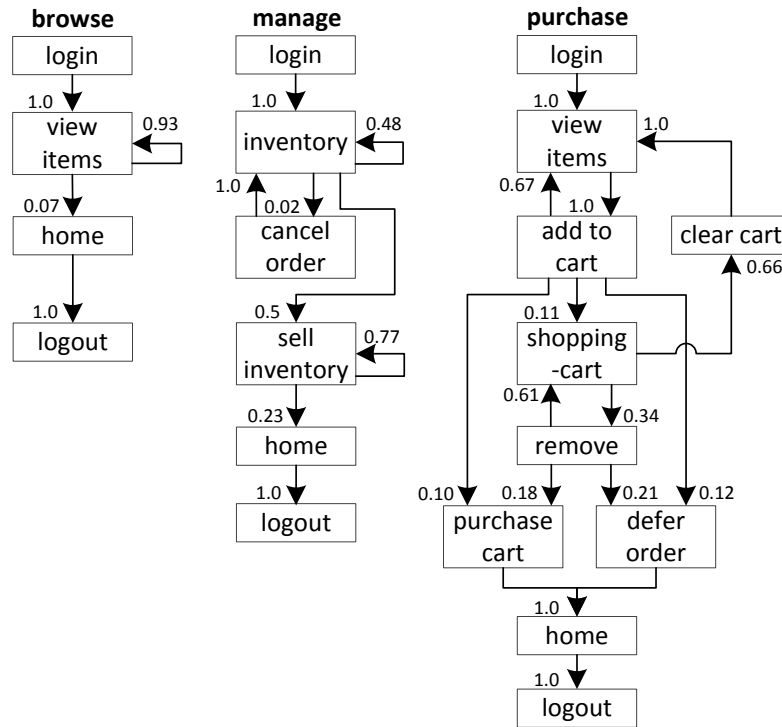 browse
login
1.0
view
items
0.93
0.07
home
1.0
logout
manage
login
1.0
inventory
0.48
1.0
0.02
cancel
order
0.5
sell
inventory
0.77
0.23
home
1.0
logout
purchase
login
1.0
view
items
1.0
0.67
1.0
add to
cart
clear cart
0.66
0.11
shopping
-cart
0.61
0.34
remove
0.10
0.18
0.21
0.12
purchase
cart
defer
order
1.0
home
1.0
logout